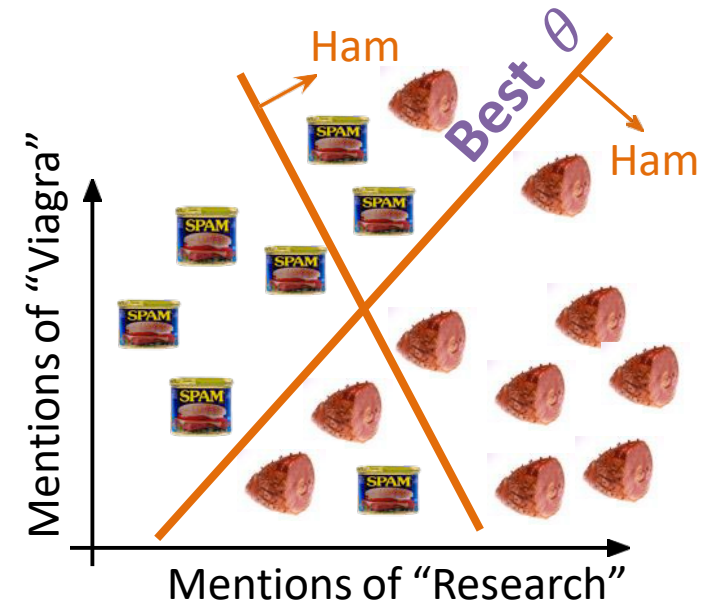 Ham
Best θ
Ham
SPAM
SPAM
SPAM
SPAM
SPAM
SPAM
SPAM
Mentions of “Viagra”
Mentions of “Research”